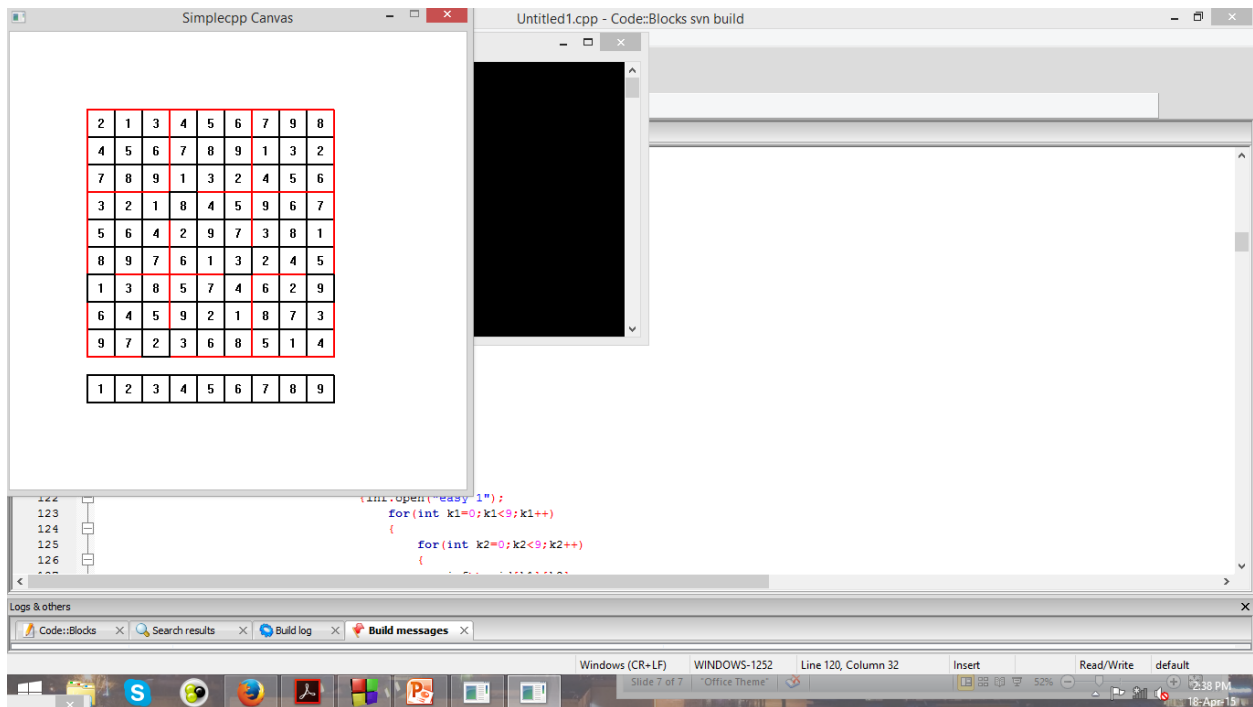 Simplecpp Canvas
Untitled1.cpp - Code::Blocks svn build
2 1 3 4 5 6 7 9 8
4 5 6 7 8 9 1 3 2
7 8 9 1 3 2 4 5 6
3 2 1 8 4 5 9 6 7
5 6 4 2 9 7 3 8 1
8 9 7 6 1 3 2 4 5
1 3 8 5 7 4 6 2 9
6 4 5 9 2 1 8 7 3
9 7 2 3 6 8 5 1 4
1 2 3 4 5 6 7 8 9
122 {inf.open("easy 1");
123 for(int k1=0;k1<9;k1++)
124 {
125 for(int k2=0;k2<9;k2++)
126 {
Logs & others
Code::Blocks Search results Build log Build messages
Windows (CR+LF) WINDOWS-1252 Line 120, Column 32 Insert Read/Write default
Slide 7 of 7 "Office Theme" 52%
2:38 PM
18-Apr-15